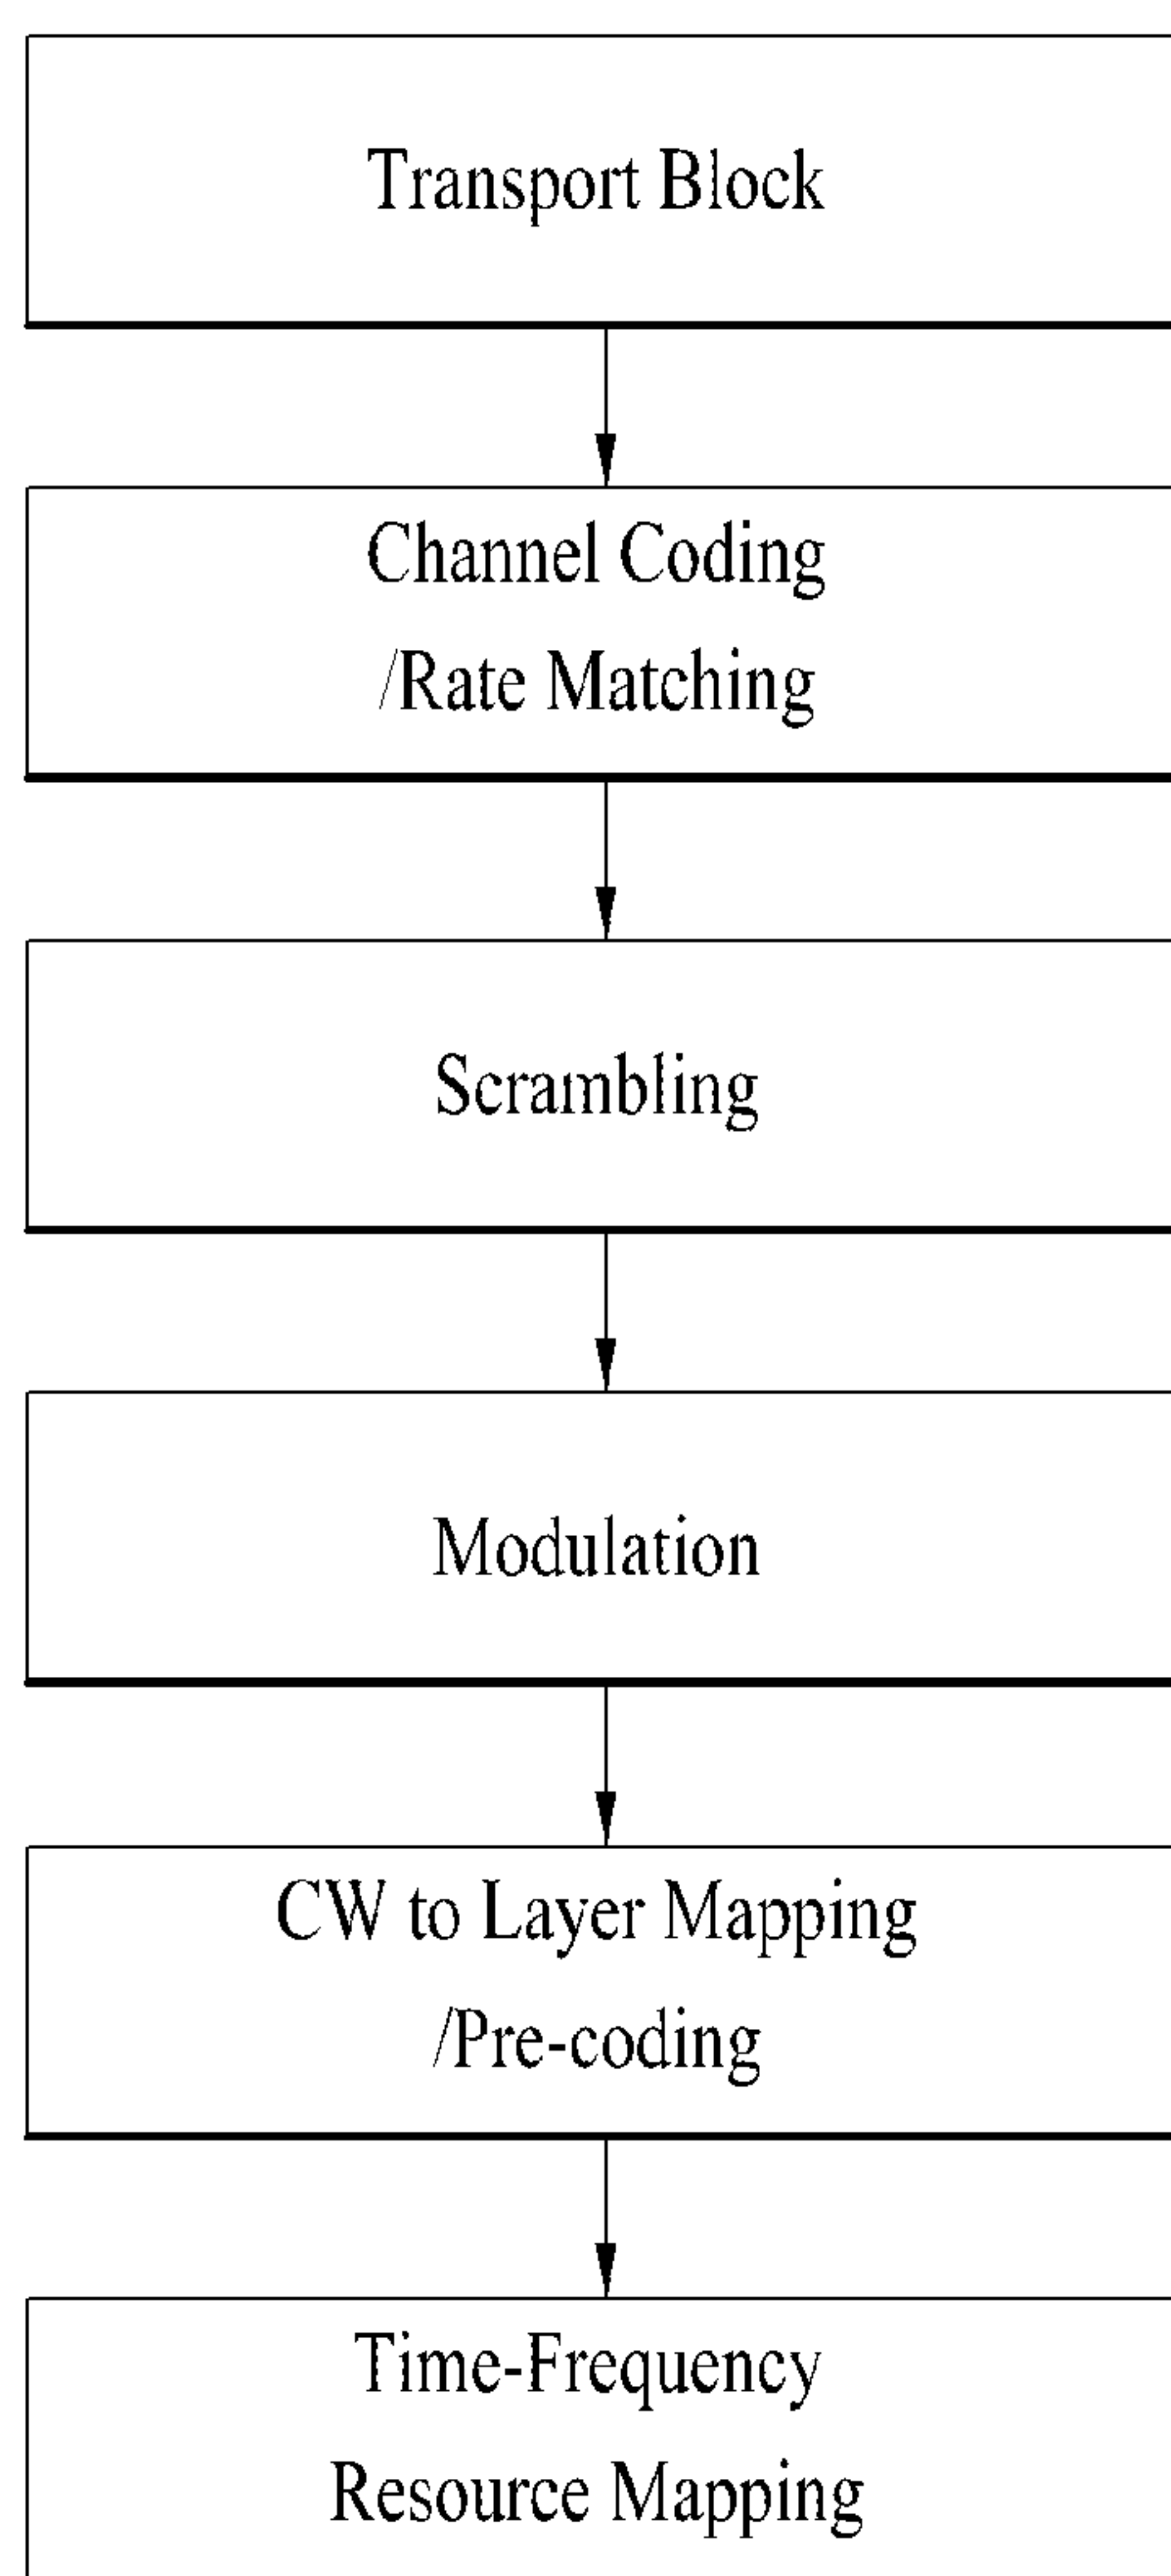 Transport Block
Channel Coding
/Rate Matching
Scrambling
Modulation
CW to Layer Mapping
/Pre-coding
Time-Frequency
Resource Mapping